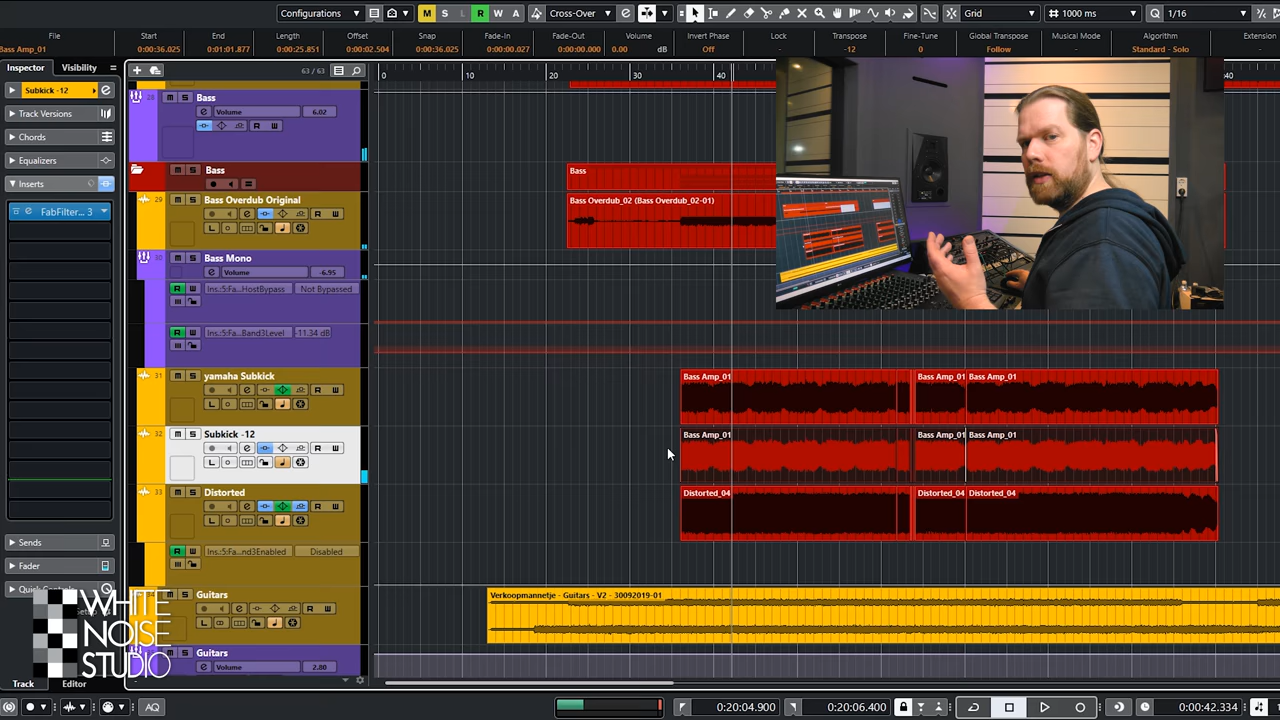 Configurations M S L R W A Cross-Over Grid 1000 ms 1/16
File Start End Length Offset Snap Fade-In Fade-Out Volume Invert Phase Lock Transpose Fine-Tune Global Transpose Musical Mode Algorithm Extension
Bass Amp_01 0:00:36.025 0:01:01.877 0:00:25.851 0:00:02.504 0:00:36.025 0:00:00.027 0:00:00.000 0.00 dB Off - -12 0 Follow - Standard - Solo -
Inspector Visibility 63 / 63 0 10 20 30 40
Subkick -12
Track Versions
Chords
Equalizers
Inserts
FabFilter... 3
Sends
Fader
28 Bass
Volume 6.02
R W
Bass
Bass
29 Bass Overdub Original
Bass Overdub_02 (Bass Overdub_02-01)
30 Bass Mono
Volume -6.95
R W Ins.:5:Fa...HostBypass Not Bypassed
R W Ins.:5:Fa...Band3Level -11.34 dB
31 yamaha Subkick
Bass Amp_01 Bass Amp_01 Bass Amp_01
32 Subkick -12
Bass Amp_01 Bass Amp_01 Bass Amp_01
33 Distorted
Distorted_04 Distorted_04 Distorted_04
R W Ins.:5:Fa...nd3Enabled Disabled
Guitars
Verkoopmannetje - Guitars - V2 - 30092019-01
Guitars
Volume 2.80
WHITE
NOISE
STUDIO
Track Editor
AQ 0:20:04.900 0:20:06.400 0:00:42.334